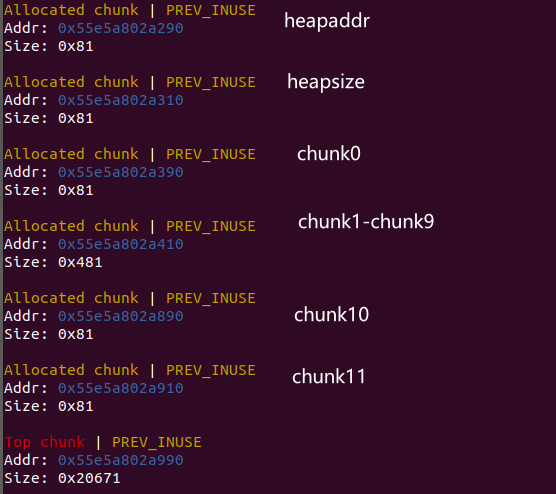 Allocated chunk | PREV_INUSE heapaddr
Addr: 0x55e5a802a290
Size: 0x81
Allocated chunk | PREV_INUSE heapsize
Addr: 0x55e5a802a310
Size: 0x81
Allocated chunk | PREV_INUSE chunk0
Addr: 0x55e5a802a390
Size: 0x81
Allocated chunk | PREV_INUSE chunk1-chunk9
Addr: 0x55e5a802a410
Size: 0x481
Allocated chunk | PREV_INUSE
Addr: 0x55e5a802a890 chunk10
Size: 0x81
Allocated chunk | PREV_INUSE chunk11
Addr: 0x55e5a802a910
Size: 0x81
Top chunk | PREV_INUSE
Addr: 0x55e5a802a990
Size: 0x20671